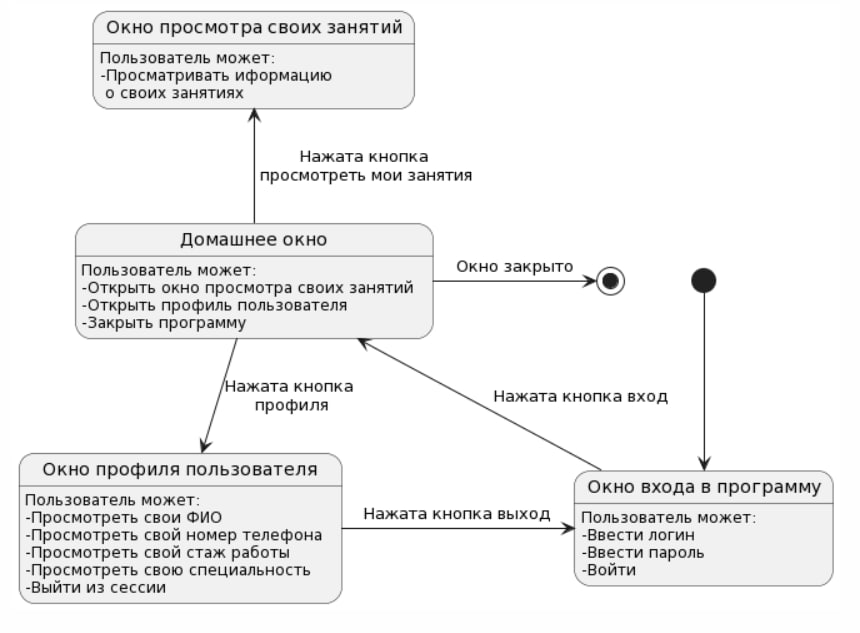 Окно просмотра своих занятий
Пользователь может:
-Просматривать иформацию
о своих занятиях
Нажата кнопка
просмотреть мои занятия
Домашнее окно
Пользователь может:
-Открыть окно просмотра своих занятий
-Открыть профиль пользователя
-Закрыть программу
Окно закрыто
Нажата кнопка
профиля
Нажата кнопка вход
Окно профиля пользователя
Пользователь может:
-Просмотреть свои ФИО
-Просмотреть свой номер телефона
-Просмотреть свой стаж работы
-Просмотреть свою специальность
-Выйти из сессии
Нажата кнопка выход
Окно входа в программу
Пользователь может:
-Ввести логин
-Ввести пароль
-Войти